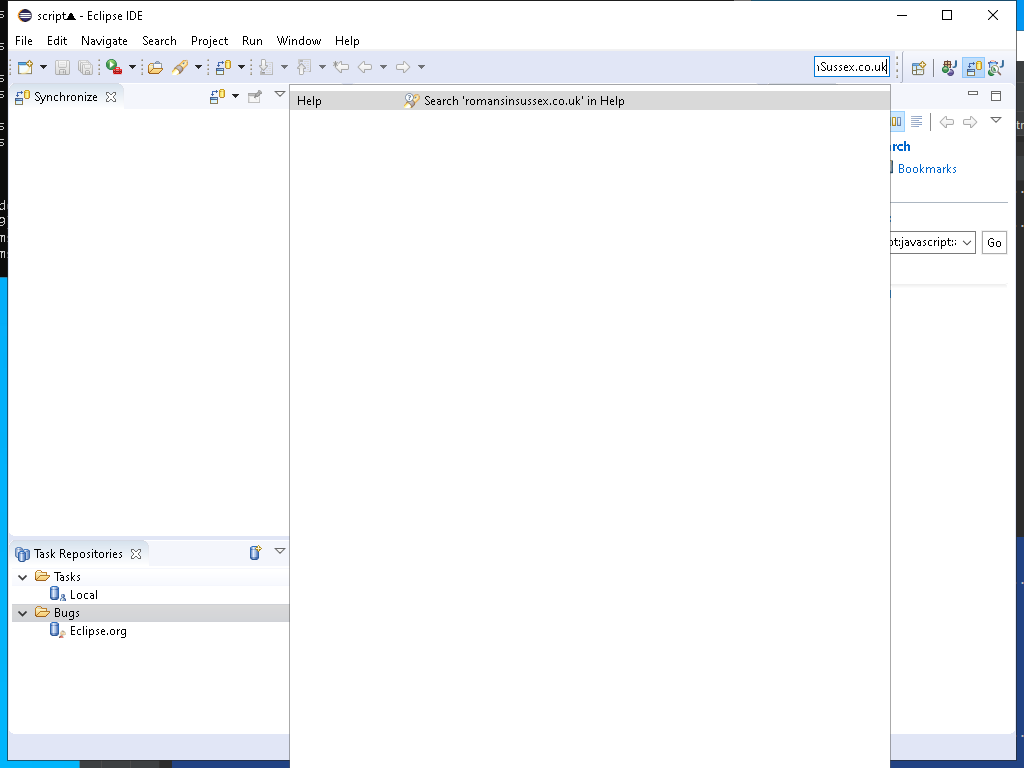 script▲ - Eclipse IDE
File Edit Navigate Search Project Run Window Help
Sussex.co.uk
Synchronize
Help Search 'romansinsussex.co.uk' in Help
rch
Bookmarks
ot:javascript: Go
Task Repositories
Tasks
Local
Bugs
Eclipse.org